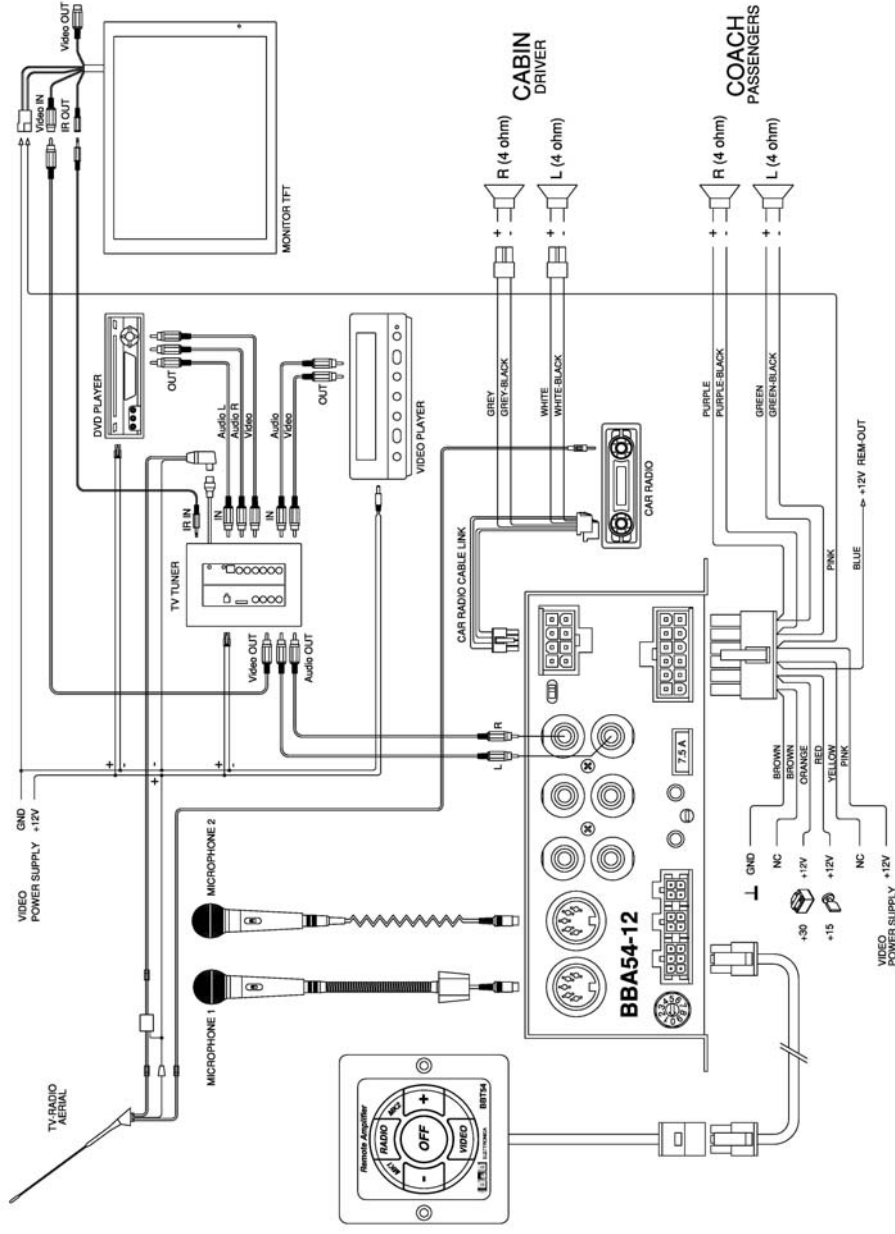 TV-RADIO
AERIAL
VIDEO
POWER SUPPLY
GND
+12V
+
-
-
+
+
-
Video OUT
Video IN
IR OUT
MONITOR TFT
DVD PLAYER
OUT
Audio L
Audio R
Video
IN
IR IN
TV TUNER
Video OUT
Audio OUT
Audio
Video
IN
OUT
VIDEO PLAYER
MICROPHONE 1
MICROPHONE 2
L
R
CAR RADIO CABLE LINK
CAR RADIO
GREY
GREY-BLACK
WHITE
WHITE-BLACK
+
-
R (4 ohm)
+
-
L (4 ohm)
CABIN
DRIVER
PURPLE
PURPLE-BLACK
GREEN
GREEN-BLACK
+
-
R (4 ohm)
+
-
L (4 ohm)
COACH
PASSENGERS
PINK
BLUE
+12V REM-OUT
BBA54-12
7.5 A
Remote Amplifier
MK1
RADIO
MK2
-
OFF
+
VIDEO
ELETTRONICA
BBT54
BROWN
BROWN
ORANGE
RED
YELLOW
PINK
GND
NC
+30
+12V
+15
+12V
NC
VIDEO
POWER SUPPLY
+12V